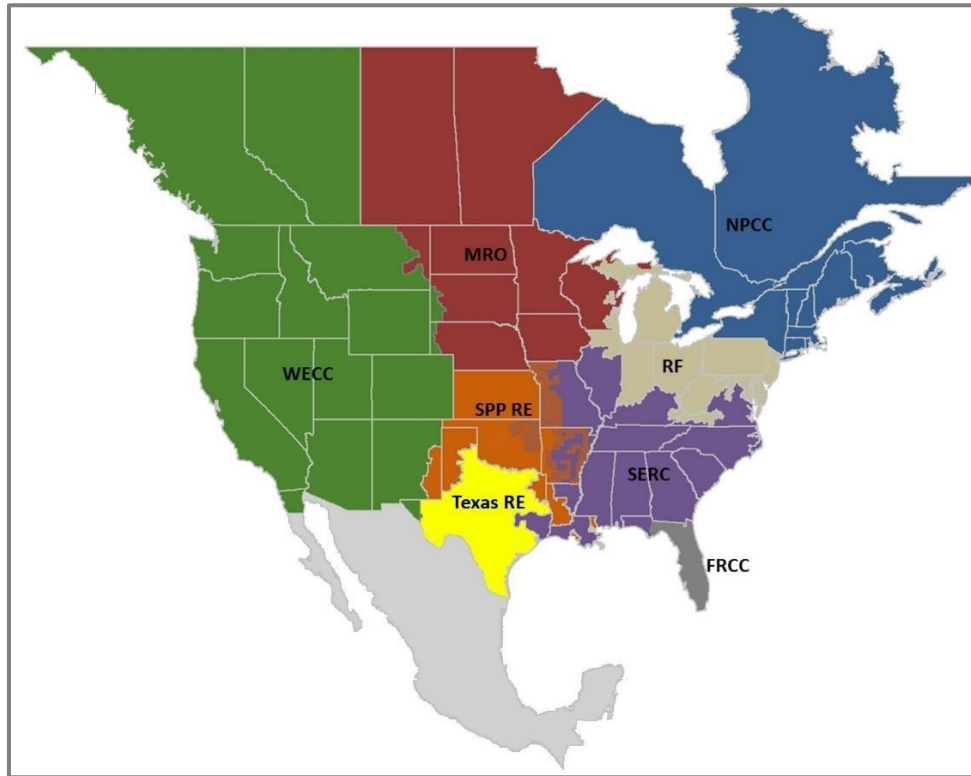 NPCC
MRO
RF
WECC
SPP RE
SERC
Texas RE
FRCC